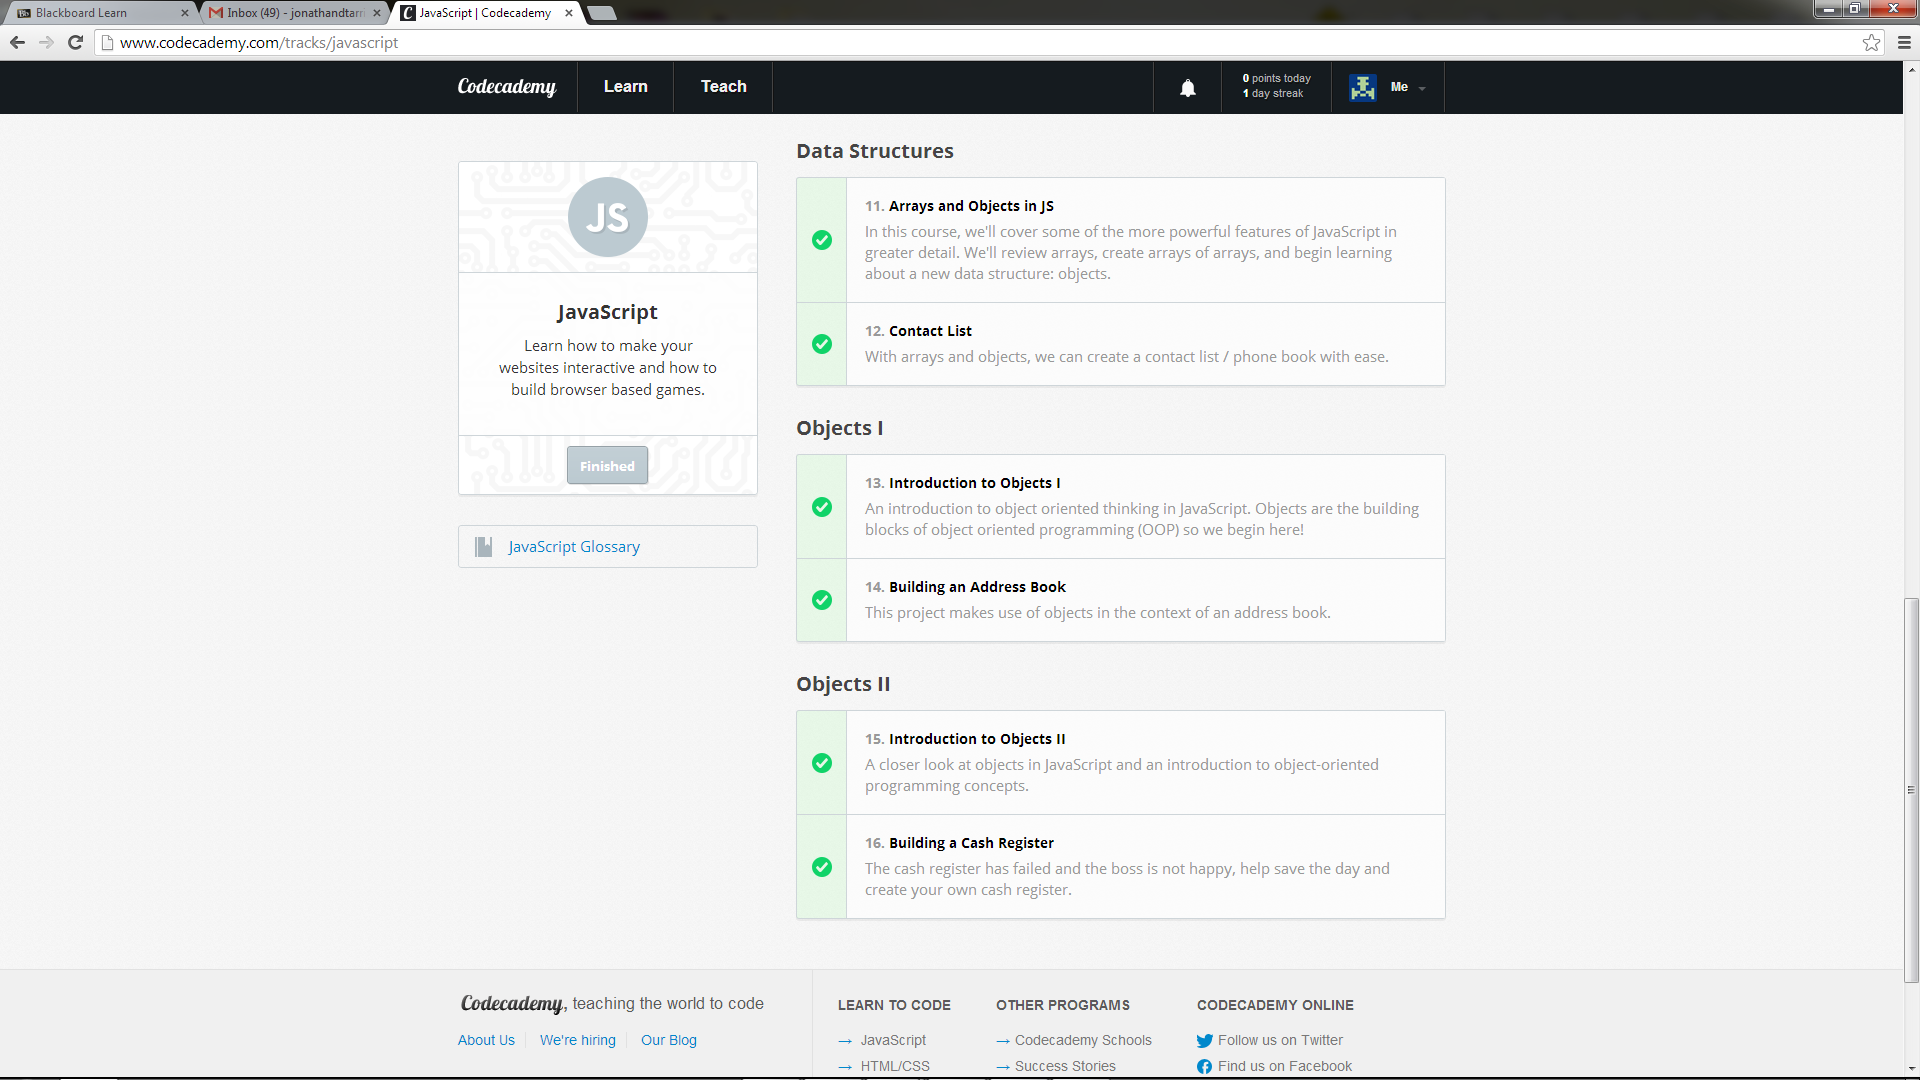 Blackboard Learn
Inbox (49) - jonathandtarr
JavaScript | Codecademy
www.codecademy.com/tracks/javascript
Codecademy
Learn
Teach
0 points today
1 day streak
Me
JS
JavaScript
Learn how to make your
websites interactive and how to
build browser based games.
Finished
JavaScript Glossary
Data Structures
11. Arrays and Objects in JS
In this course, we'll cover some of the more powerful features of JavaScript in
greater detail. We'll review arrays, create arrays of arrays, and begin learning
about a new data structure: objects.
12. Contact List
With arrays and objects, we can create a contact list / phone book with ease.
Objects I
13. Introduction to Objects I
An introduction to object oriented thinking in JavaScript. Objects are the building
blocks of object oriented programming (OOP) so we begin here!
14. Building an Address Book
This project makes use of objects in the context of an address book.
Objects II
15. Introduction to Objects II
A closer look at objects in JavaScript and an introduction to object-oriented
programming concepts.
16. Building a Cash Register
The cash register has failed and the boss is not happy, help save the day and
create your own cash register.
Codecademy, teaching the world to code
About Us
We're hiring
Our Blog
LEARN TO CODE
→ JavaScript
→ HTML/CSS
OTHER PROGRAMS
→ Codecademy Schools
→ Success Stories
CODECADEMY ONLINE
Follow us on Twitter
Find us on Facebook